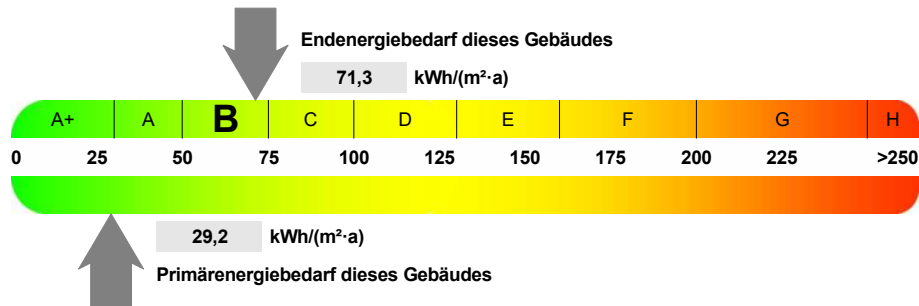 Endenergiebedarf dieses Gebäudes
71,3 kWh/(m²·a)
A+ A B C D E F G H
0 25 50 75 100 125 150 175 200 225 >250
29,2 kWh/(m²·a)
Primärenergiebedarf dieses Gebäudes